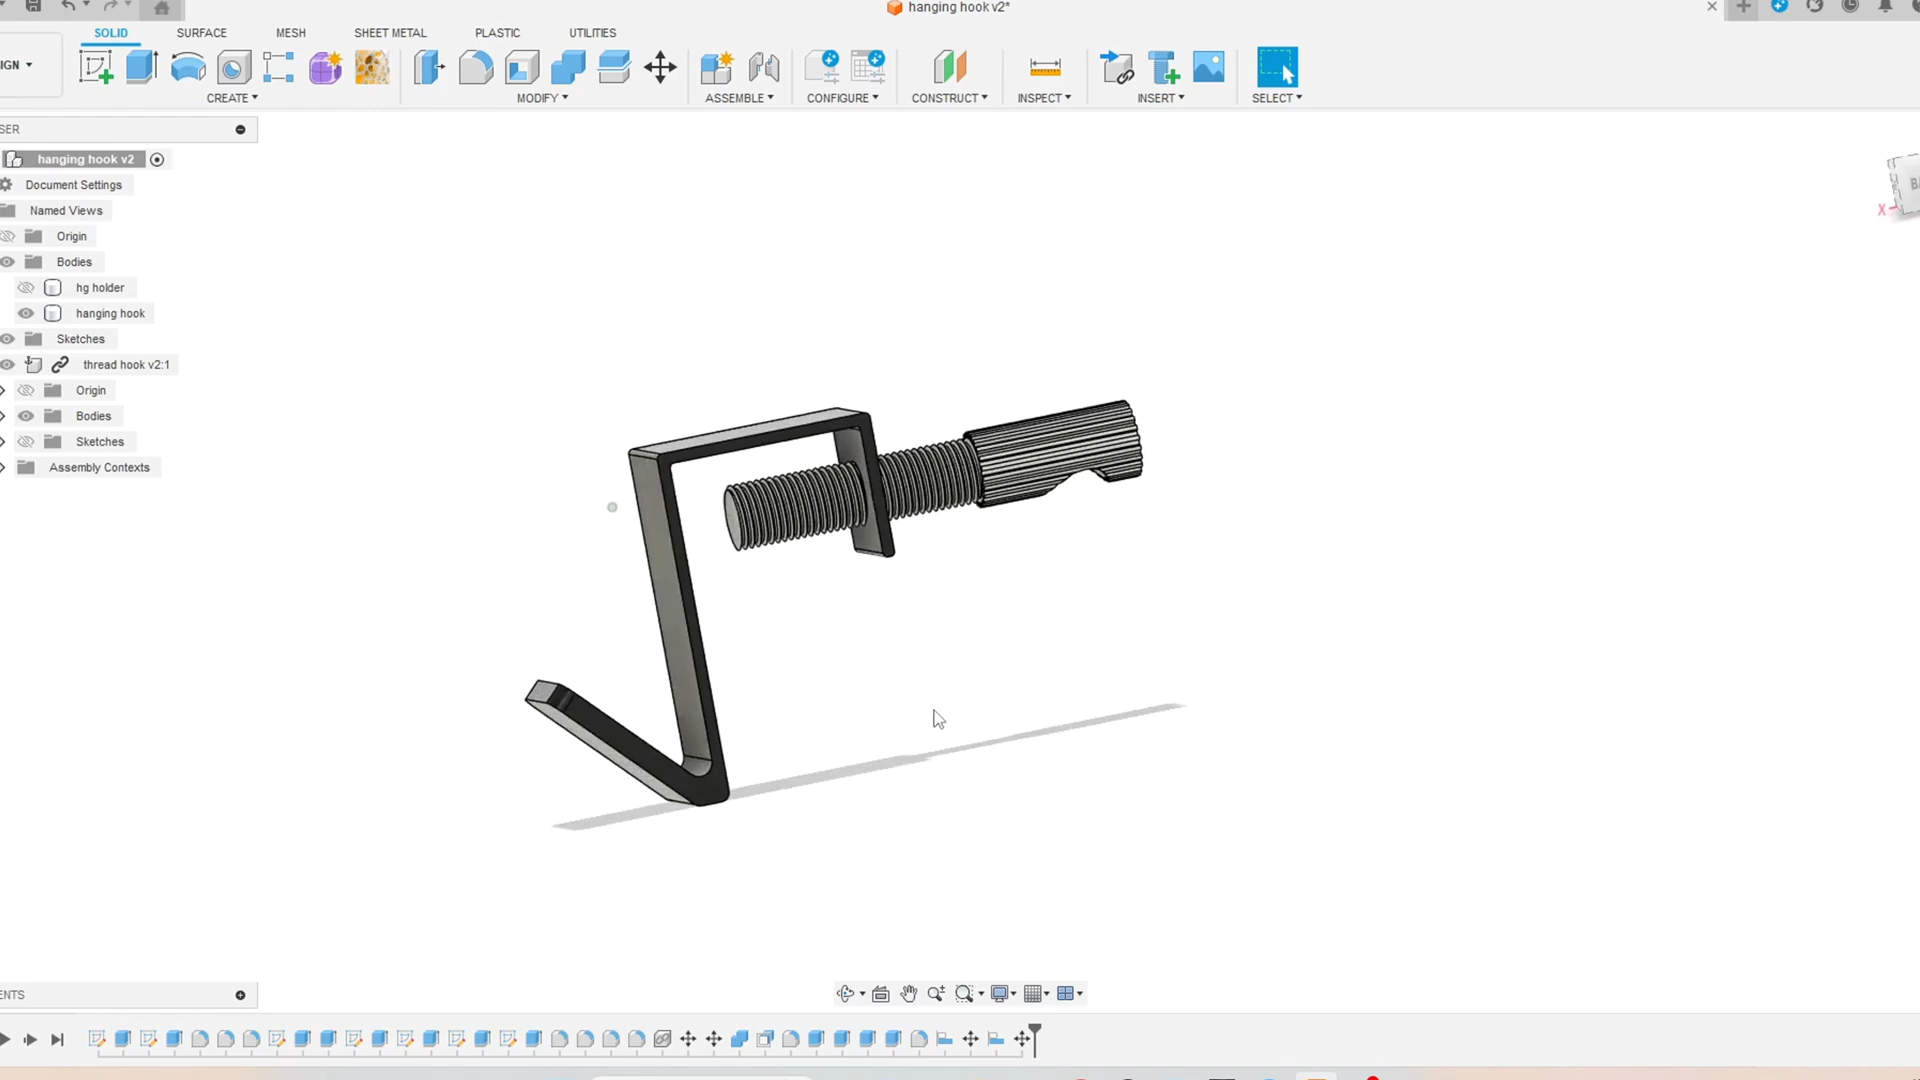 hanging hook v2*
SOLID SURFACE MESH SHEET METAL PLASTIC UTILITIES
IGN
CREATE MODIFY ASSEMBLE CONFIGURE CONSTRUCT INSPECT INSERT SELECT
SER
hanging hook v2
Document Settings
Named Views
Origin
Bodies
hg holder
hanging hook
Sketches
thread hook v2:1
Origin
Bodies
Sketches
Assembly Contexts
X
ENTS